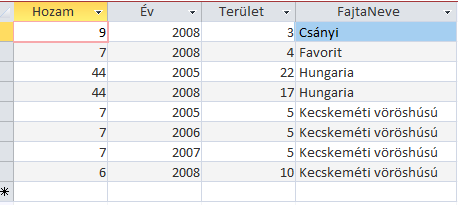 Hozam Év Terület FajtaNeve
9 2008 3 Csányi
7 2008 4 Favorit
44 2005 22 Hungaria
44 2008 17 Hungaria
7 2005 5 Kecskeméti vöröshúsú
7 2006 5 Kecskeméti vöröshúsú
7 2007 5 Kecskeméti vöröshúsú
6 2008 10 Kecskeméti vöröshúsú